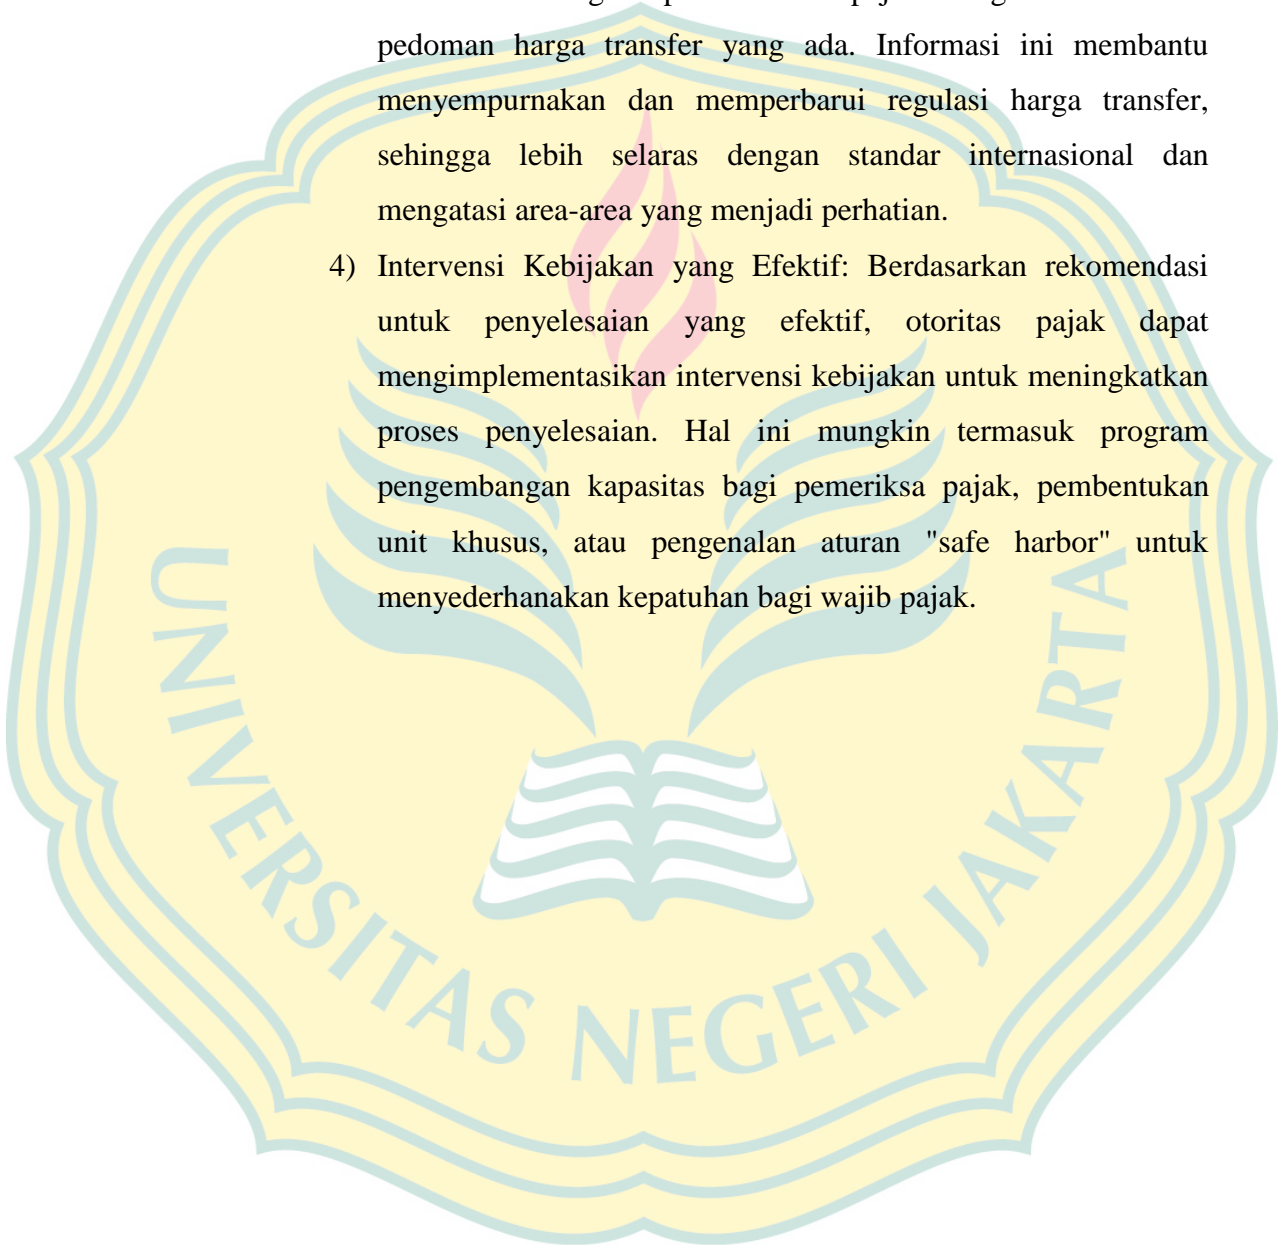 pedoman harga transfer yang ada. Informasi ini membantu
menyempurnakan dan memperbarui regulasi harga transfer,
sehingga lebih selaras dengan standar internasional dan
mengatasi area-area yang menjadi perhatian.
4) Intervensi Kebijakan yang Efektif: Berdasarkan rekomendasi
untuk penyelesaian yang efektif, otoritas pajak dapat
mengimplementasikan intervensi kebijakan untuk meningkatkan
proses penyelesaian. Hal ini mungkin termasuk program
pengembangan kapasitas bagi pemeriksa pajak, pembentukan
unit khusus, atau pengenalan aturan "safe harbor" untuk
menyederhanakan kepatuhan bagi wajib pajak.
UNIVERSITAS NEGERI JAKARTA